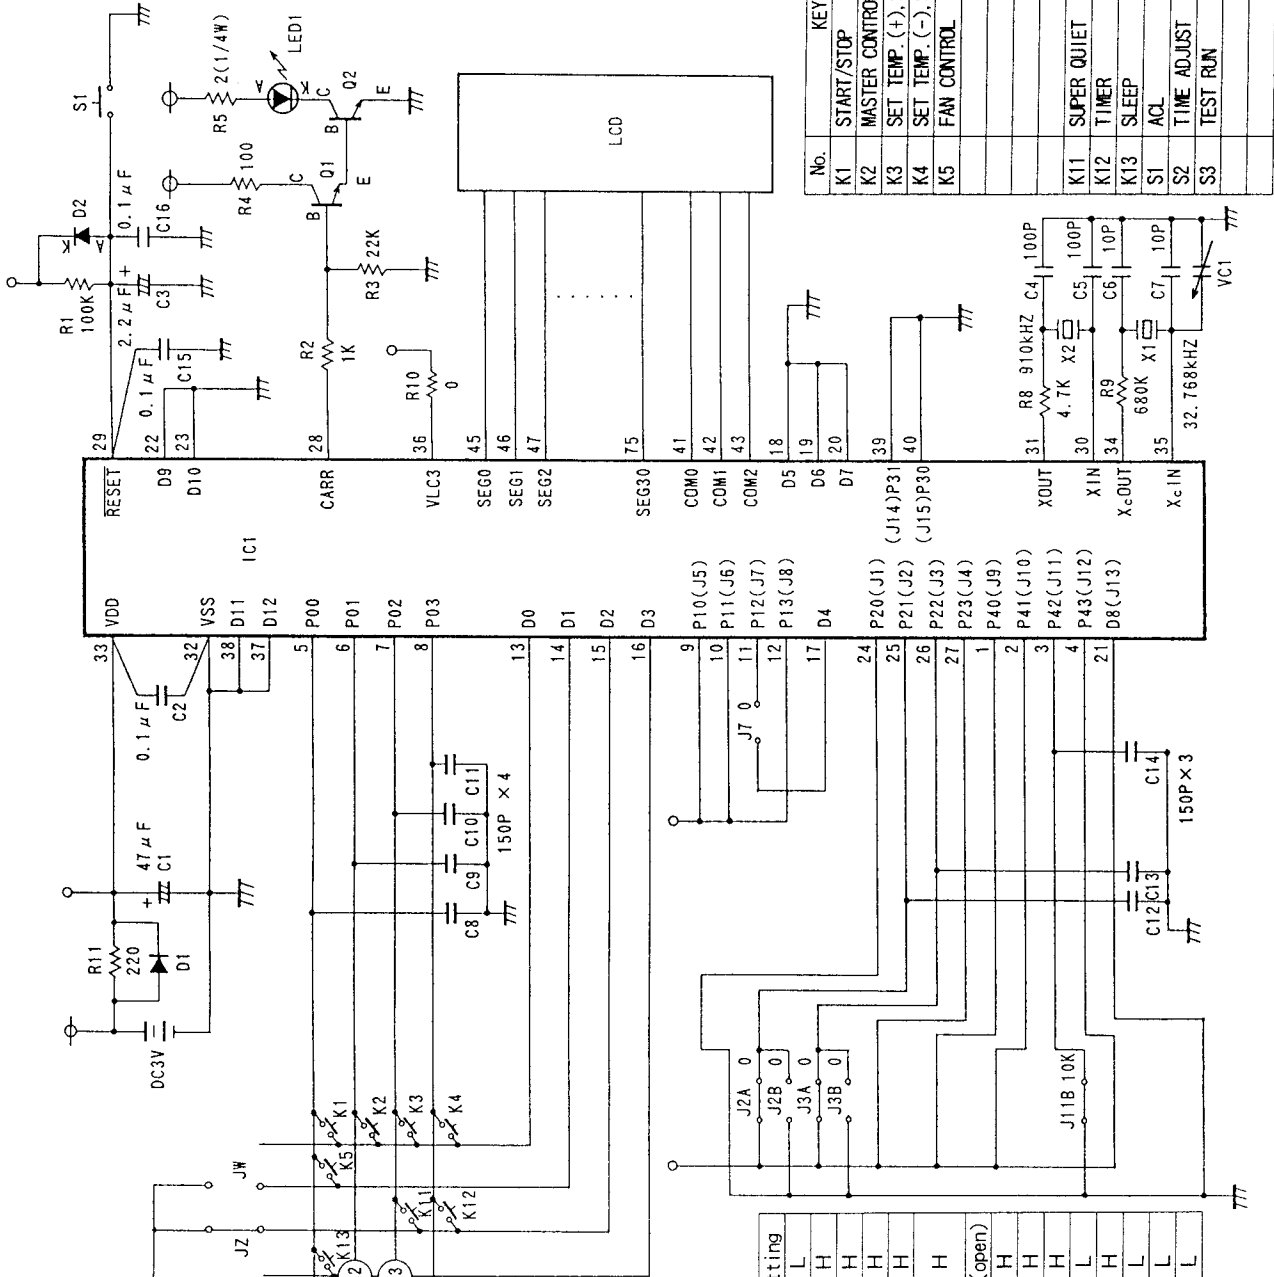 S1
D2
K
A
R1
100K
2.2μF
+
C3
0.1μF
C16
0.1μF
C15
R5
2(1/4W)
LED1
A
K
C
B
Q2
E
R4
100
C
B
Q1
E
R3
22K
R2
1K
R10
0
LCD
29
22
23
28
36
45
46
47
75
41
42
43
18
19
20
39
40
31
30
34
35
R8
4.7K
910kHZ
X2
C4
100P
C5
100P
R9
680K
X1
32.768kHZ
C6
10P
C7
10P
VC1
No.
KEY
K1
START/STOP
K2
MASTER CONTRO
K3
SET TEMP.(+).
K4
SET TEMP.(-).
K5
FAN CONTROL
K11
SUPER QUIET
K12
TIMER
K13
SLEEP
S1
ACL
S2
TIME ADJUST
S3
TEST RUN
IC1
RESET
D9
D10
CARR
VLC3
SEG0
SEG1
SEG2
SEG30
COM0
COM1
COM2
D5
D6
D7
(J14)P31
(J15)P30
XOUT
XIN
XcOUT
XcIN
VDD
VSS
D11
D12
P00
P01
P02
P03
D0
D1
D2
D3
P10(J5)
P11(J6)
P12(J7)
P13(J8)
D4
P20(J1)
P21(J2)
P22(J3)
P23(J4)
P40(J9)
P41(J10)
P42(J11)
P43(J12)
D8(J13)
33
32
38
37
5
6
7
8
13
14
15
16
9
10
11
12
17
24
25
26
27
1
2
3
4
21
0.1μF
C2
47μF
+
C1
R11
220
D1
DC3V
C8
C9
C10
C11
150P×4
J7
0
C12
C13
C14
150P×3
K1
K2
K3
K4
K5
K11
K12
K13
JW
JZ
2
3
J2A
0
J2B
0
J3A
0
J3B
0
J11B
10K
tting
L
H
H
H
H
H
(open)
H
H
L
H
L
L
L